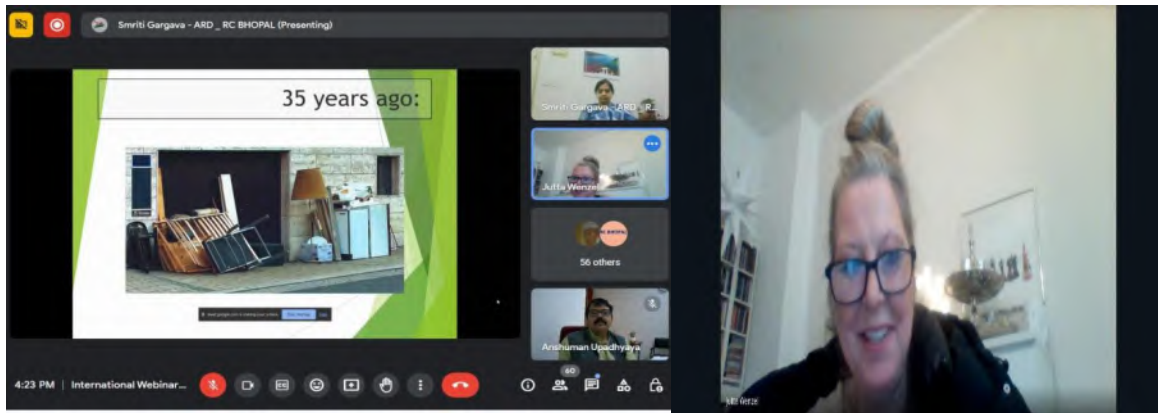 Smriti Gargava - ARD _ RC BHOPAL (Presenting)
35 years ago:
Smriti Gargava - ARD _ R...
Jutta Wenzel
56 others
Anshuman Upadhyaya
60
4:23 PM | International Webinar...